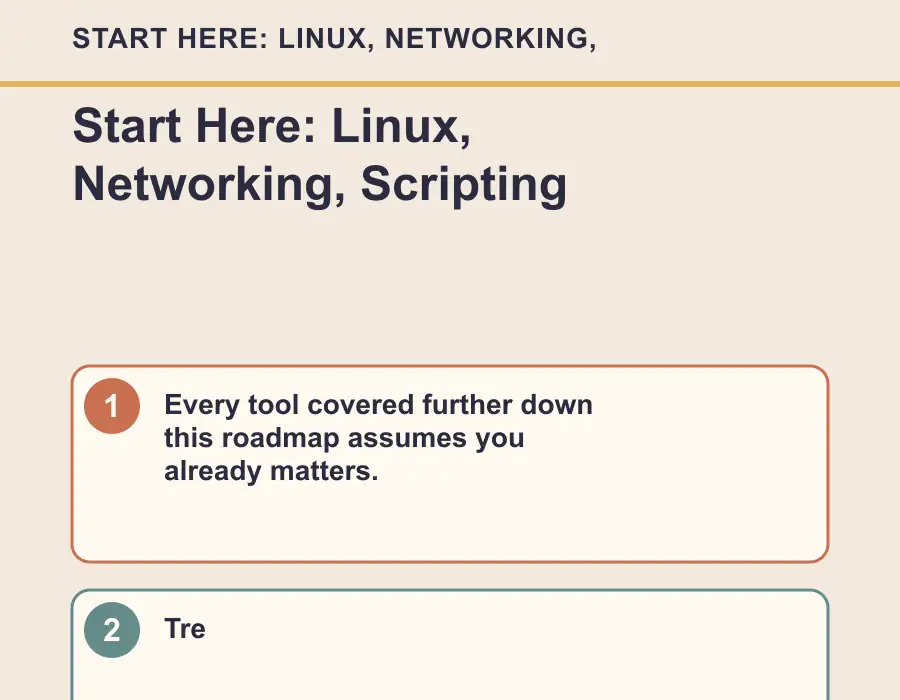 START HERE: LINUX, NETWORKING,
Start Here: Linux,
Networking, Scripting
1
Every tool covered further down
this roadmap assumes you
already matters.
2
Tre